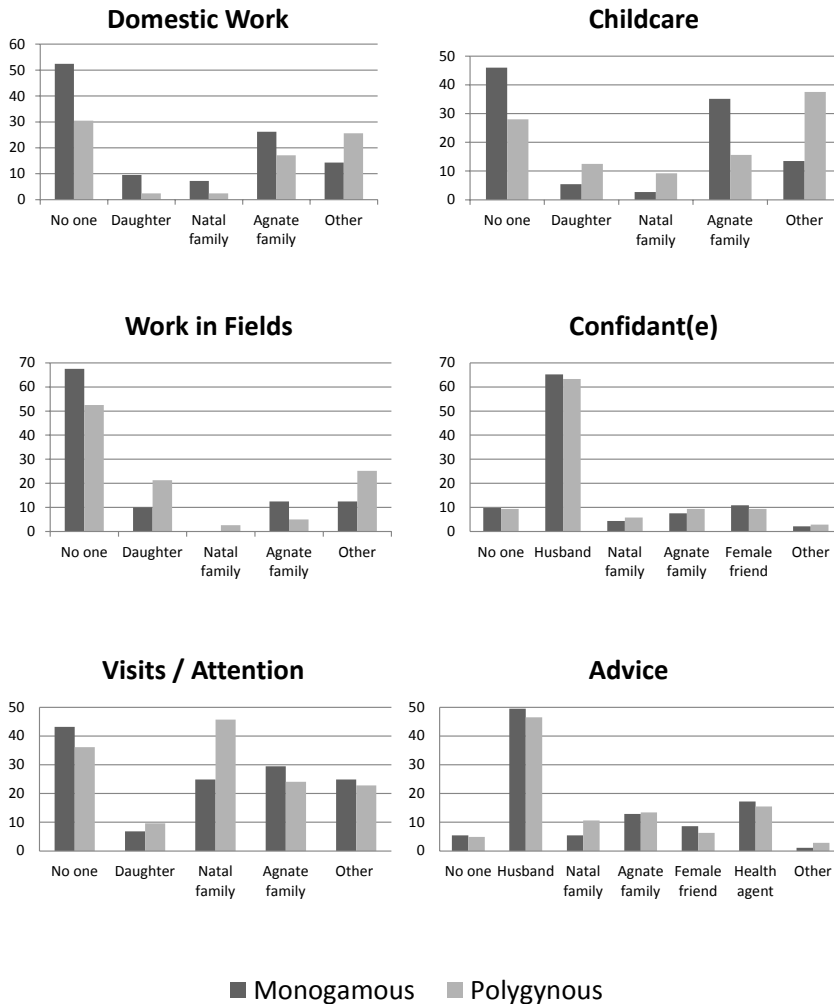 Domestic Work
60
50
40
30
20
10
0
No one
Daughter
Natal
family
Agnate
family
Other
Childcare
50
40
30
20
10
0
No one
Daughter
Natal
family
Agnate
family
Other
Work in Fields
70
60
50
40
30
20
10
0
No one
Daughter
Natal
family
Agnate
family
Other
Confidant(e)
70
60
50
40
30
20
10
0
No one
Husband
Natal
family
Agnate
family
Female
friend
Other
Visits / Attention
50
40
30
20
10
0
No one
Daughter
Natal
family
Agnate
family
Other
Advice
50
40
30
20
10
0
No one
Husband
Natal
family
Agnate
family
Female
friend
Health
agent
Other
Monogamous
Polygynous